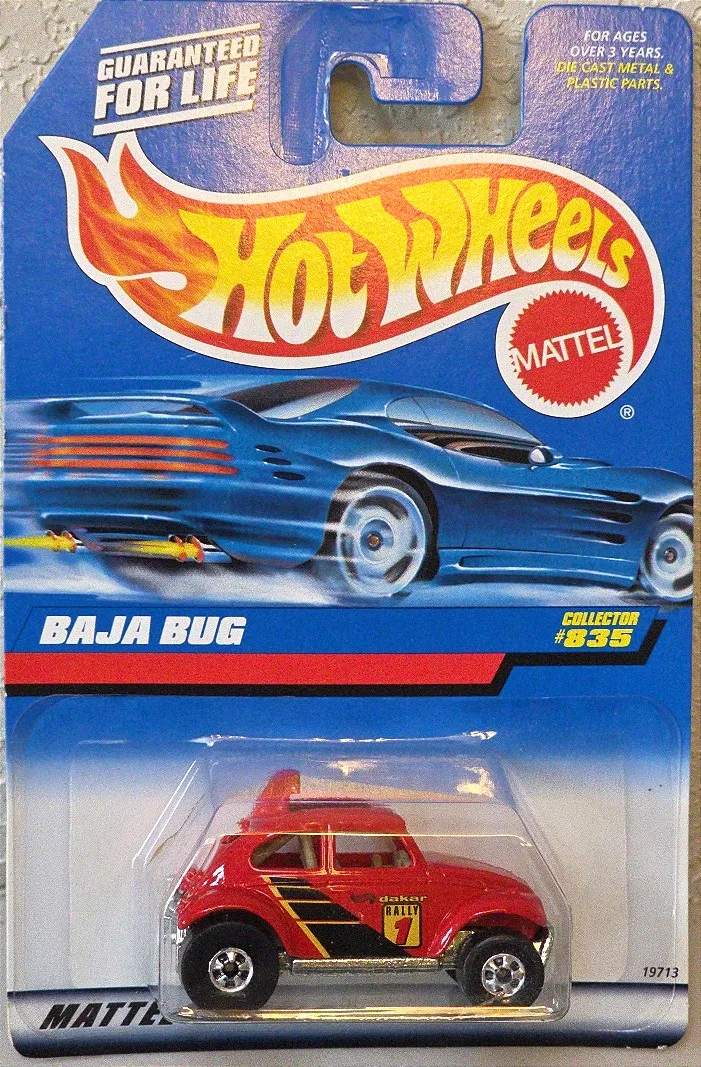 GUARANTEED
FOR LIFE
FOR AGES
OVER 3 YEARS.
DIE CAST METAL &
PLASTIC PARTS.
HOT WHEELS
MATTEL
®
BAJA BUG
COLLECTOR
#835
dakar
RALLY
1
19713
MATTEL